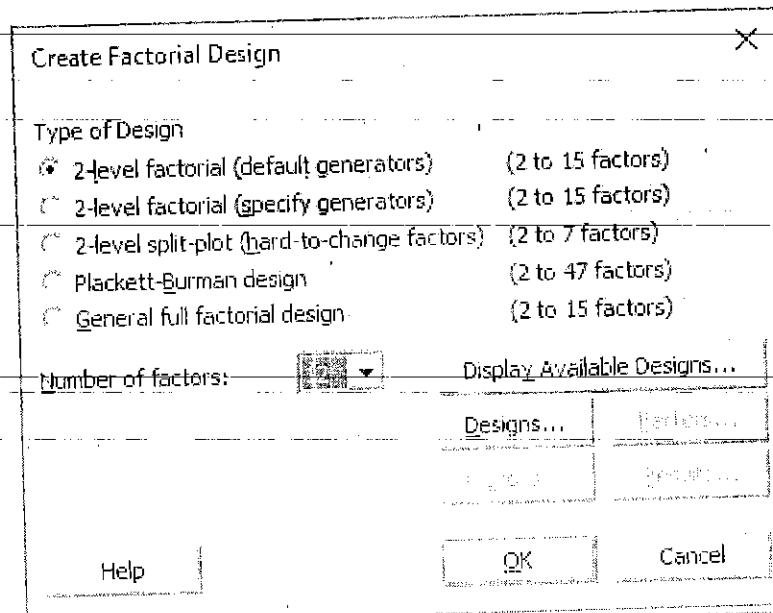 Create Factorial Design
Type of Design
2-level factorial (default generators) (2 to 15 factors)
2-level factorial (specify generators) (2 to 15 factors)
2-level split-plot (hard-to-change factors) (2 to 7 factors)
Plackett-Burman design (2 to 47 factors)
General full factorial design (2 to 15 factors)
Number of factors: Display Available Designs...
Designs... Factors...
Results...
Help OK Cancel